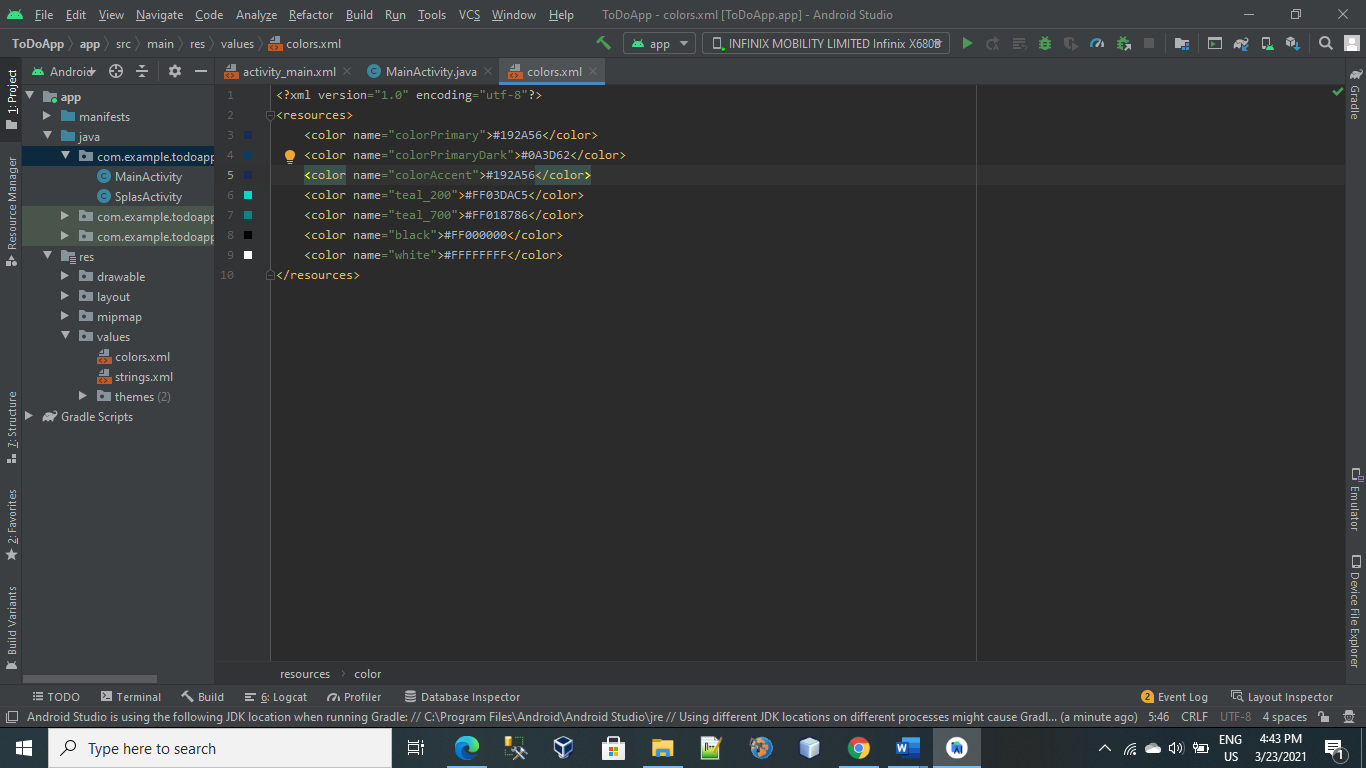 File Edit View Navigate Code Analyze Refactor Build Run Tools VCS Window Help ToDoApp - colors.xml [ToDoApp.app] - Android Studio
ToDoApp app src main res values colors.xml app INFINIX MOBILITY LIMITED Infinix X680B
Android activity_main.xml MainActivity.java colors.xml
1: Project
Resource Manager
7: Structure
2: Favorites
Build Variants
app
manifests
java
com.example.todoapp
MainActivity
SplasActivity
com.example.todoapp
com.example.todoapp
res
drawable
layout
mipmap
values
colors.xml
strings.xml
themes (2)
Gradle Scripts
1 <?xml version="1.0" encoding="utf-8"?>
2 <resources>
3 <color name="colorPrimary">#192A56</color>
4 <color name="colorPrimaryDark">#0A3D62</color>
5 <color name="colorAccent">#192A56</color>
6 <color name="teal_200">#FF03DAC5</color>
7 <color name="teal_700">#FF018786</color>
8 <color name="black">#FF000000</color>
9 <color name="white">#FFFFFFFF</color>
10 </resources>
Gradle
Emulator
Device File Explorer
resources color
TODO Terminal Build 6: Logcat Profiler Database Inspector 2 Event Log Layout Inspector
Android Studio is using the following JDK location when running Gradle: // C:\Program Files\Android\Android Studio\jre // Using different JDK locations on different processes might cause Gradl... (a minute ago) 5:46 CRLF UTF-8 4 spaces
Type here to search
ENG
US
4:43 PM
3/23/2021
1